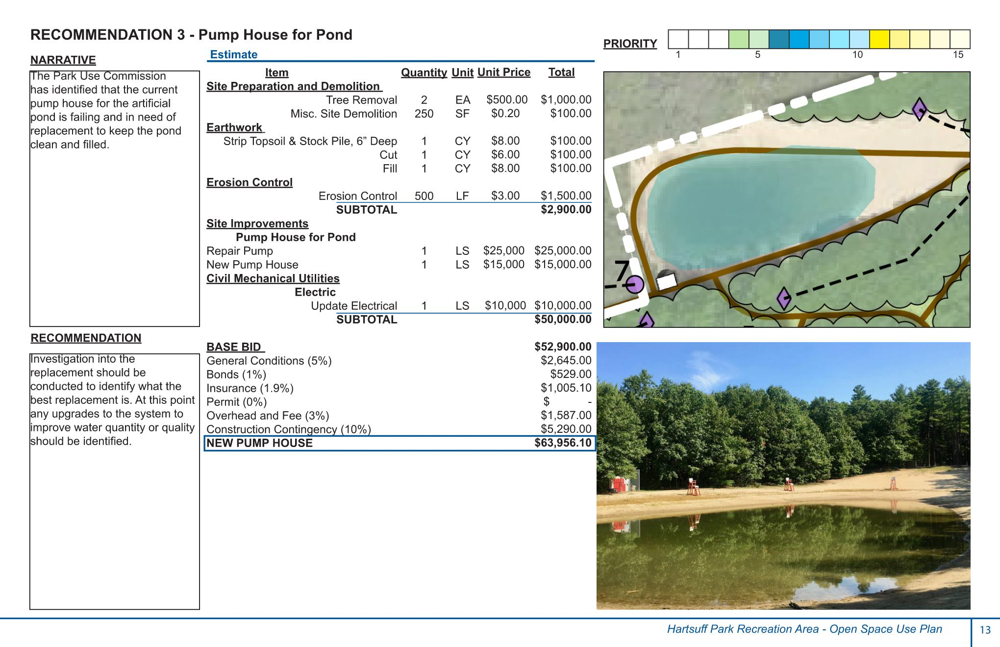 RECOMMENDATION 3 - Pump House for Pond
NARRATIVE
The Park Use Commission
has identified that the current
pump house for the artificial
pond is failing and in need of
replacement to keep the pond
clean and filled.
RECOMMENDATION
Investigation into the
replacement should be
conducted to identify what the
best replacement is. At this point
any upgrades to the system to
improve water quantity or quality
should be identified.
Estimate
Item Quantity Unit Unit Price Total
Site Preparation and Demolition
Tree Removal 2 EA $500.00 $1,000.00
Misc. Site Demolition 250 SF $0.20 $100.00
Earthwork
Strip Topsoil & Stock Pile, 6” Deep 1 CY $8.00 $100.00
Cut 1 CY $6.00 $100.00
Fill 1 CY $8.00 $100.00
Erosion Control
Erosion Control 500 LF $3.00 $1,500.00
SUBTOTAL $2,900.00
Site Improvements
Pump House for Pond
Repair Pump 1 LS $25,000 $25,000.00
New Pump House 1 LS $15,000 $15,000.00
Civil Mechanical Utilities
Electric
Update Electrical 1 LS $10,000 $10,000.00
SUBTOTAL $50,000.00
BASE BID $52,900.00
General Conditions (5%) $2,645.00
Bonds (1%) $529.00
Insurance (1.9%) $1,005.10
Permit (0%) $ -
Overhead and Fee (3%) $1,587.00
Construction Contingency (10%) $5,290.00
NEW PUMP HOUSE $63,956.10
PRIORITY
1 5 10 15
7
Hartsuff Park Recreation Area - Open Space Use Plan 13